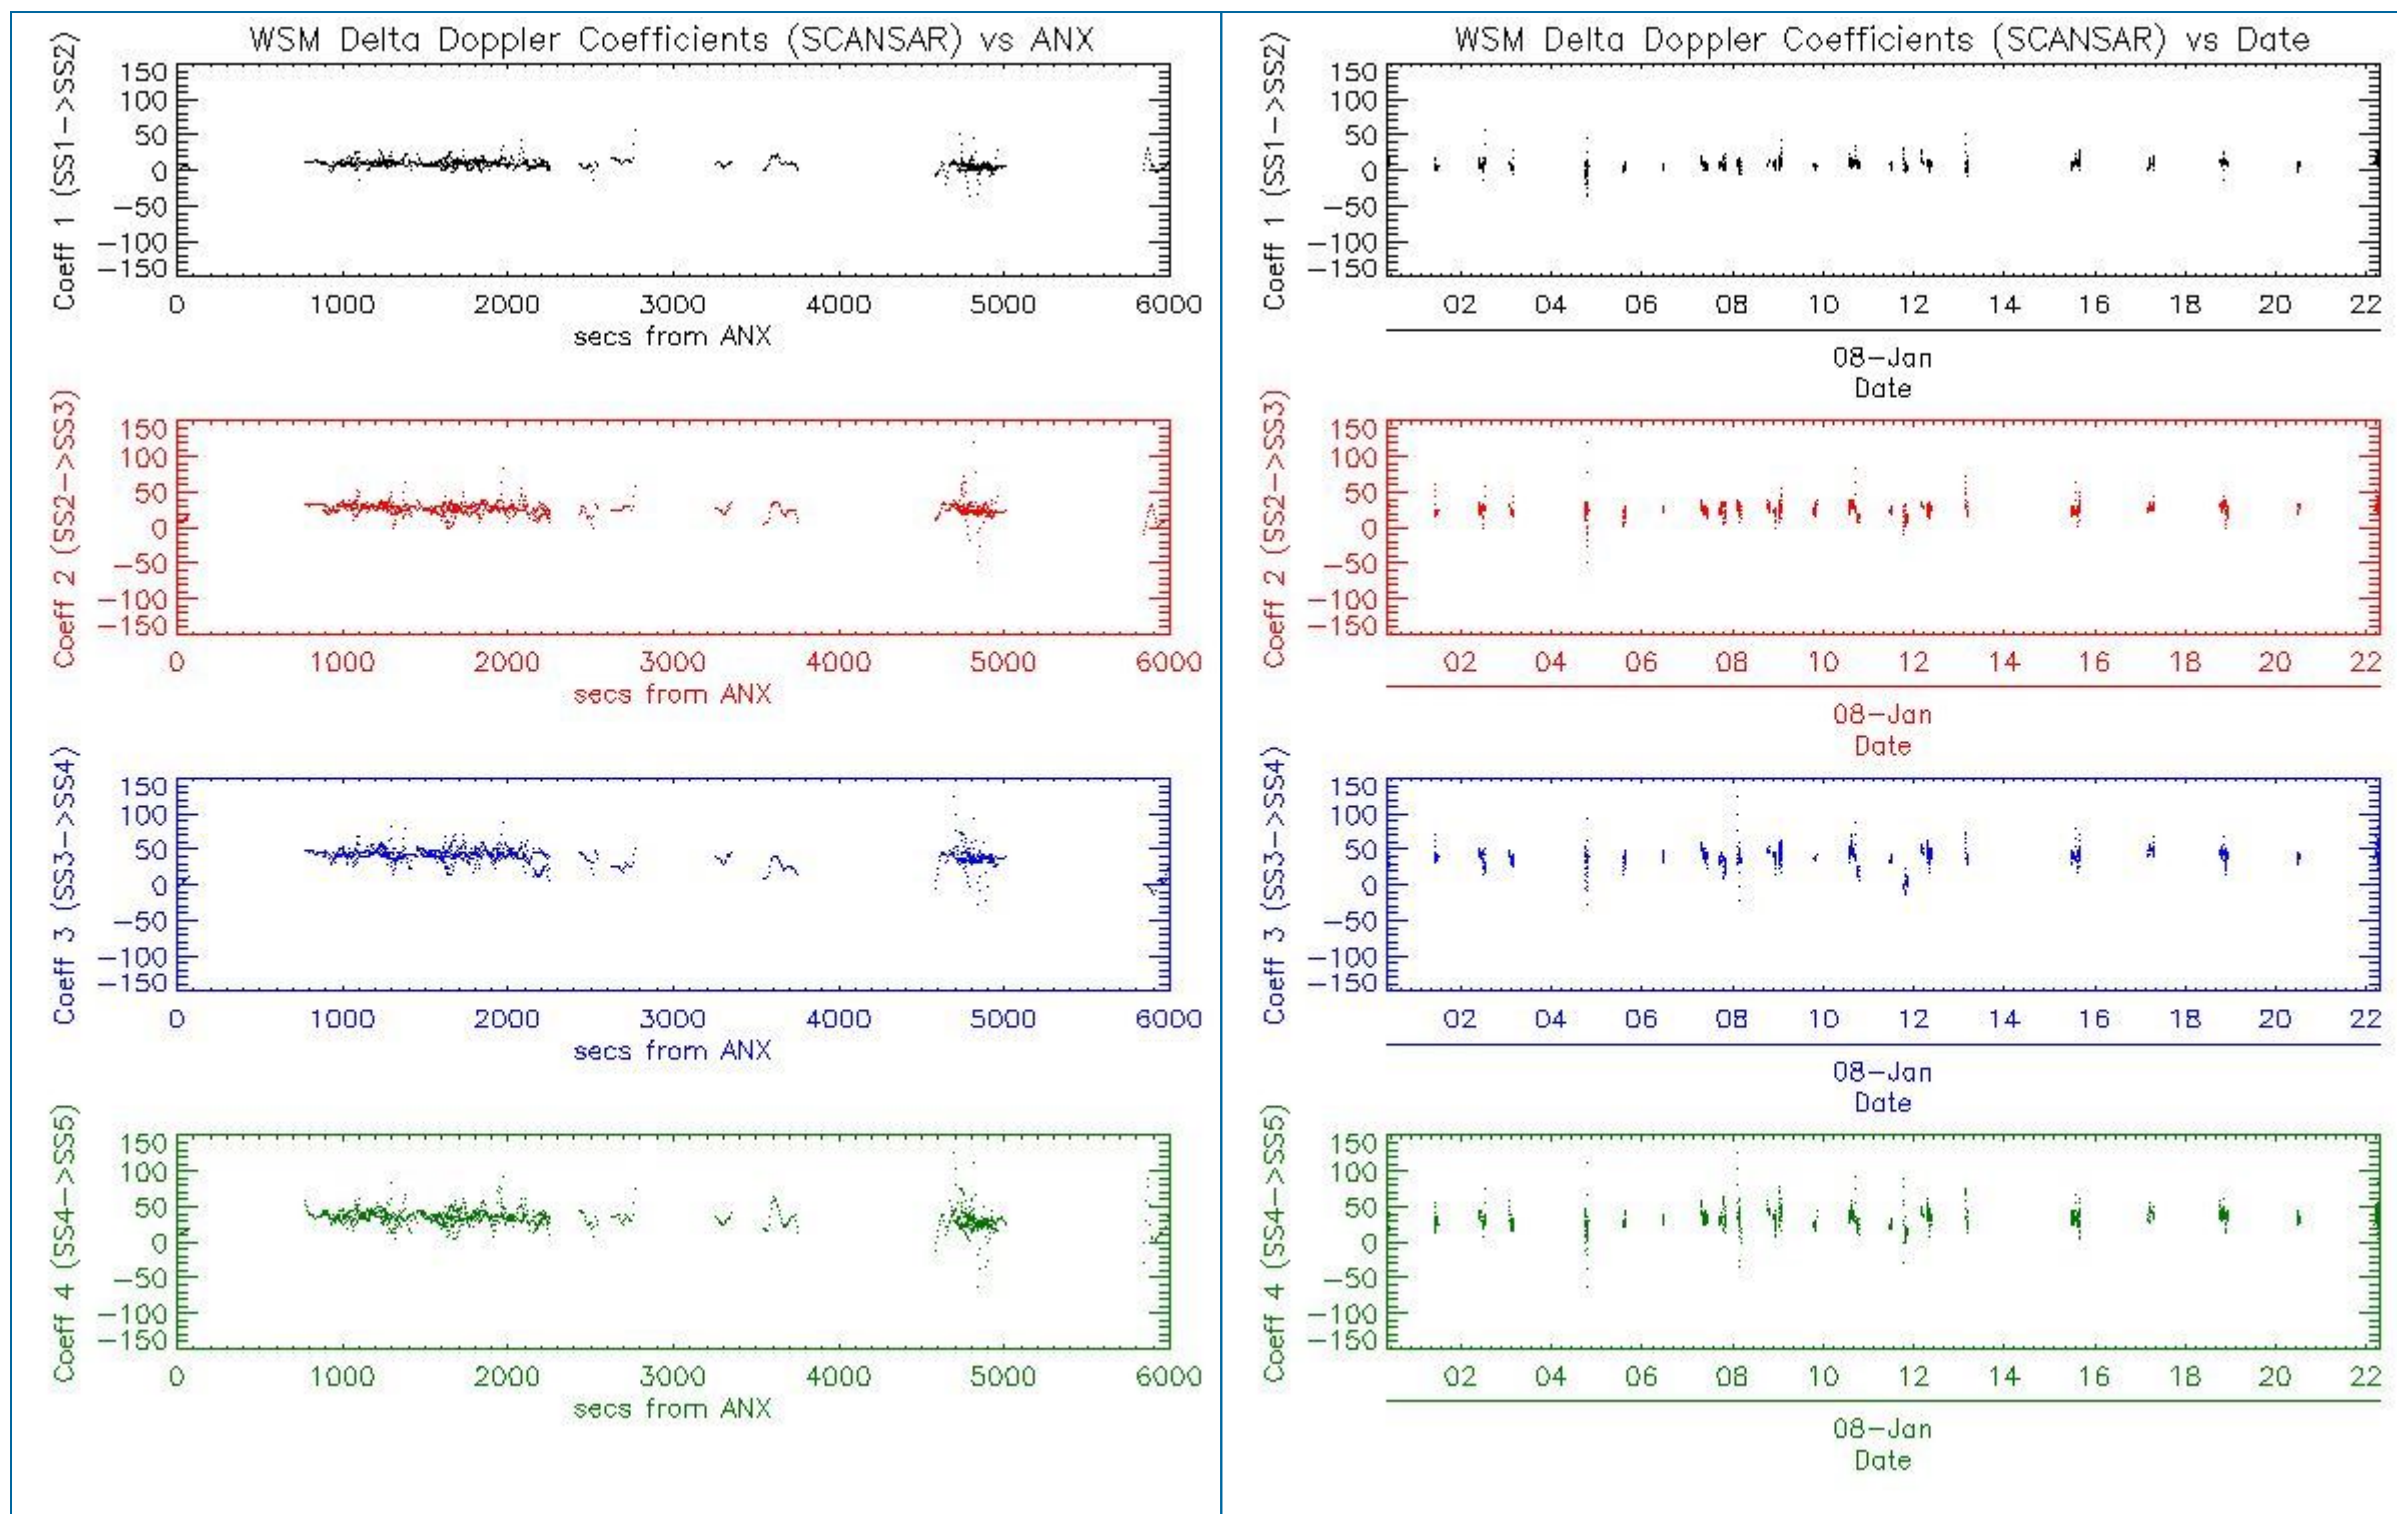 WSM Delta Doppler Coefficients (SCANSAR) vs ANX
Coeff 1 (SS1->SS2)
150
100
50
0
-50
-100
-150
0 1000 2000 3000 4000 5000 6000
secs from ANX
Coeff 2 (SS2->SS3)
150
100
50
0
-50
-100
-150
0 1000 2000 3000 4000 5000 6000
secs from ANX
Coeff 3 (SS3->SS4)
150
100
50
0
-50
-100
-150
0 1000 2000 3000 4000 5000 6000
secs from ANX
Coeff 4 (SS4->SS5)
150
100
50
0
-50
-100
-150
0 1000 2000 3000 4000 5000 6000
secs from ANX
WSM Delta Doppler Coefficients (SCANSAR) vs Date
Coeff 1 (SS1->SS2)
150
100
50
0
-50
-100
-150
02 04 06 08 10 12 14 16 18 20 22
08-Jan
Date
Coeff 2 (SS2->SS3)
150
100
50
0
-50
-100
-150
02 04 06 08 10 12 14 16 18 20 22
08-Jan
Date
Coeff 3 (SS3->SS4)
150
100
50
0
-50
-100
-150
02 04 06 08 10 12 14 16 18 20 22
08-Jan
Date
Coeff 4 (SS4->SS5)
150
100
50
0
-50
-100
-150
02 04 06 08 10 12 14 16 18 20 22
08-Jan
Date